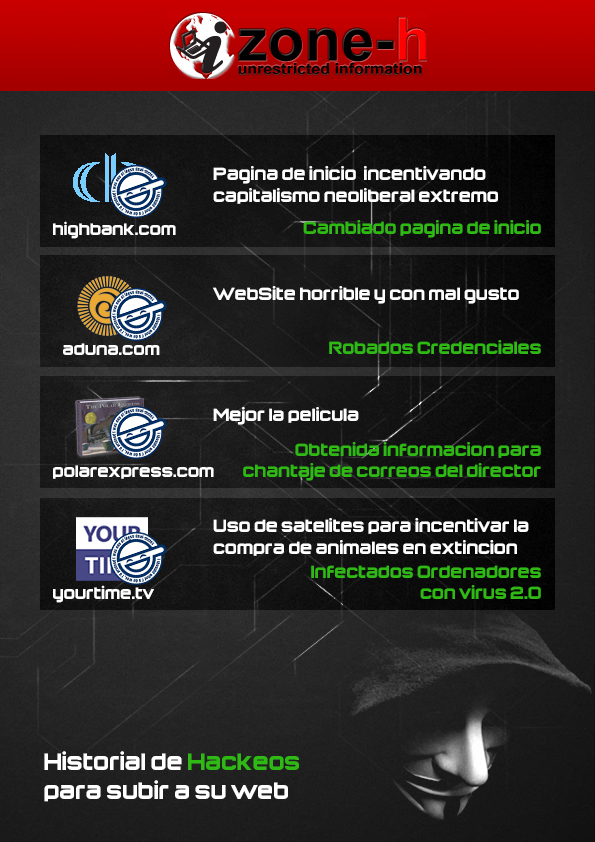 zone-h
unrestricted information
highbank.com
Pagina de inicio incentivando
capitalismo neoliberal extremo
Cambiado pagina de inicio
aduna.com
WebSite horrible y con mal gusto
Robados Credenciales
polarexpress.com
Mejor la pelicula
Obtenida informacion para
chantaje de correos del director
YOUR
yourtime.tv
Uso de satelites para incentivar la
compra de animales en extincion
Infectados Ordenadores
con virus 2.0
Historial de Hackeos
para subir a su web